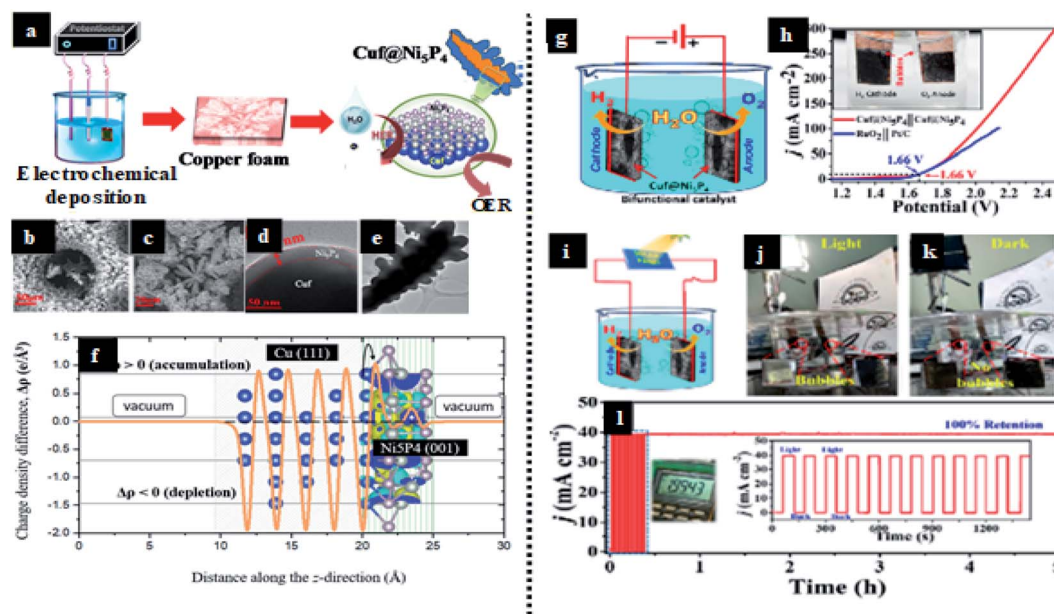 a
Potentiostat
Electrochemical
deposition
Copper foam
Cuf@Ni₅P₄
H₂O
HER
Ni₅P₄
Cuf
OER
b
c
d
nm
Ni₅P₄
Cuf
50 nm
e
f
Charge density difference, Δρ (e/Å³)
1.5
1.0
0.5
0.0
-0.5
-1.0
-1.5
-2.0
> 0 (accumulation)
Cu (111)
vacuum
vacuum
Ni5P4 (001)
Δρ < 0 (depletion)
0 5 10 15 20 25 30
Distance along the z-direction (Å)
g
− +
H
H₂O
O₂
Cathode
Anode
Cuf@Ni₅P₄
Bifunctional catalyst
h
j (mA cm⁻²)
300
250
200
150
100
50
0
Bubbles
H₂ Cathode
O₂ Anode
Cuf@Ni₅P₄||Cuf@Ni₅P₄
RuO₂|| Pt/C
1.66 V
1.66 V
1.2 1.4 1.6 1.8 2.0 2.2 2.4
Potential (V)
i
H₂O
O₂
j
Light
Bubbles
k
Dark
No
bubbles
l
j (mA cm⁻²)
50
40
30
20
10
0
100% Retention
j (mA cm⁻²)
50
40
30
20
10
0
Light
Light
Dark
Dark
0 300 600 900 1200
Time (s)
0 1 2 3 4 5
Time (h)